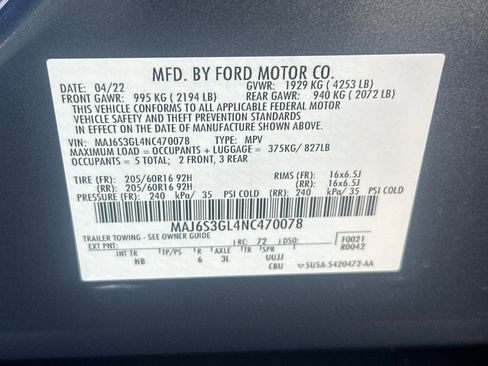 MFD. BY FORD MOTOR CO.
DATE: 04/22 GVWR: 1929 KG ( 4253 LB)
FRONT GAWR: 995 KG ( 2194 LB) REAR GAWR: 940 KG ( 2072 LB)
THIS VEHICLE CONFORMS TO ALL APPLICABLE FEDERAL MOTOR
VEHICLE SAFETY AND THEFT PREVENTION STANDARDS
IN EFFECT ON THE DATE OF MANUFACTURE SHOWN ABOVE.
VIN: MAJ6S3GL4NC470078 TYPE: MPV
MAXIMUM LOAD = OCCUPANTS + LUGGAGE = 375KG/ 827LB
OCCUPANTS = 5 TOTAL; 2 FRONT, 3 REAR
TIRE (FR): 205/60R16 92H RIMS (FR): 16x6.5J
(RR): 205/60R16 92H (RR): 16x6.5J
PRESSURE (FR): 240 kPa/ 35 PSI COLD (RR): 240 kPa/ 35 PSI COLD
MAJ6S3GL4NC470078
TRAILER TOWING - SEE OWNER GUIDE
EXT PNT: RC: 72 DSO: F0021
R0042
INT TR TP/PS R AX TR SPR
NB 6 3L UUJJ
CBU 5U5A-5420472-AA